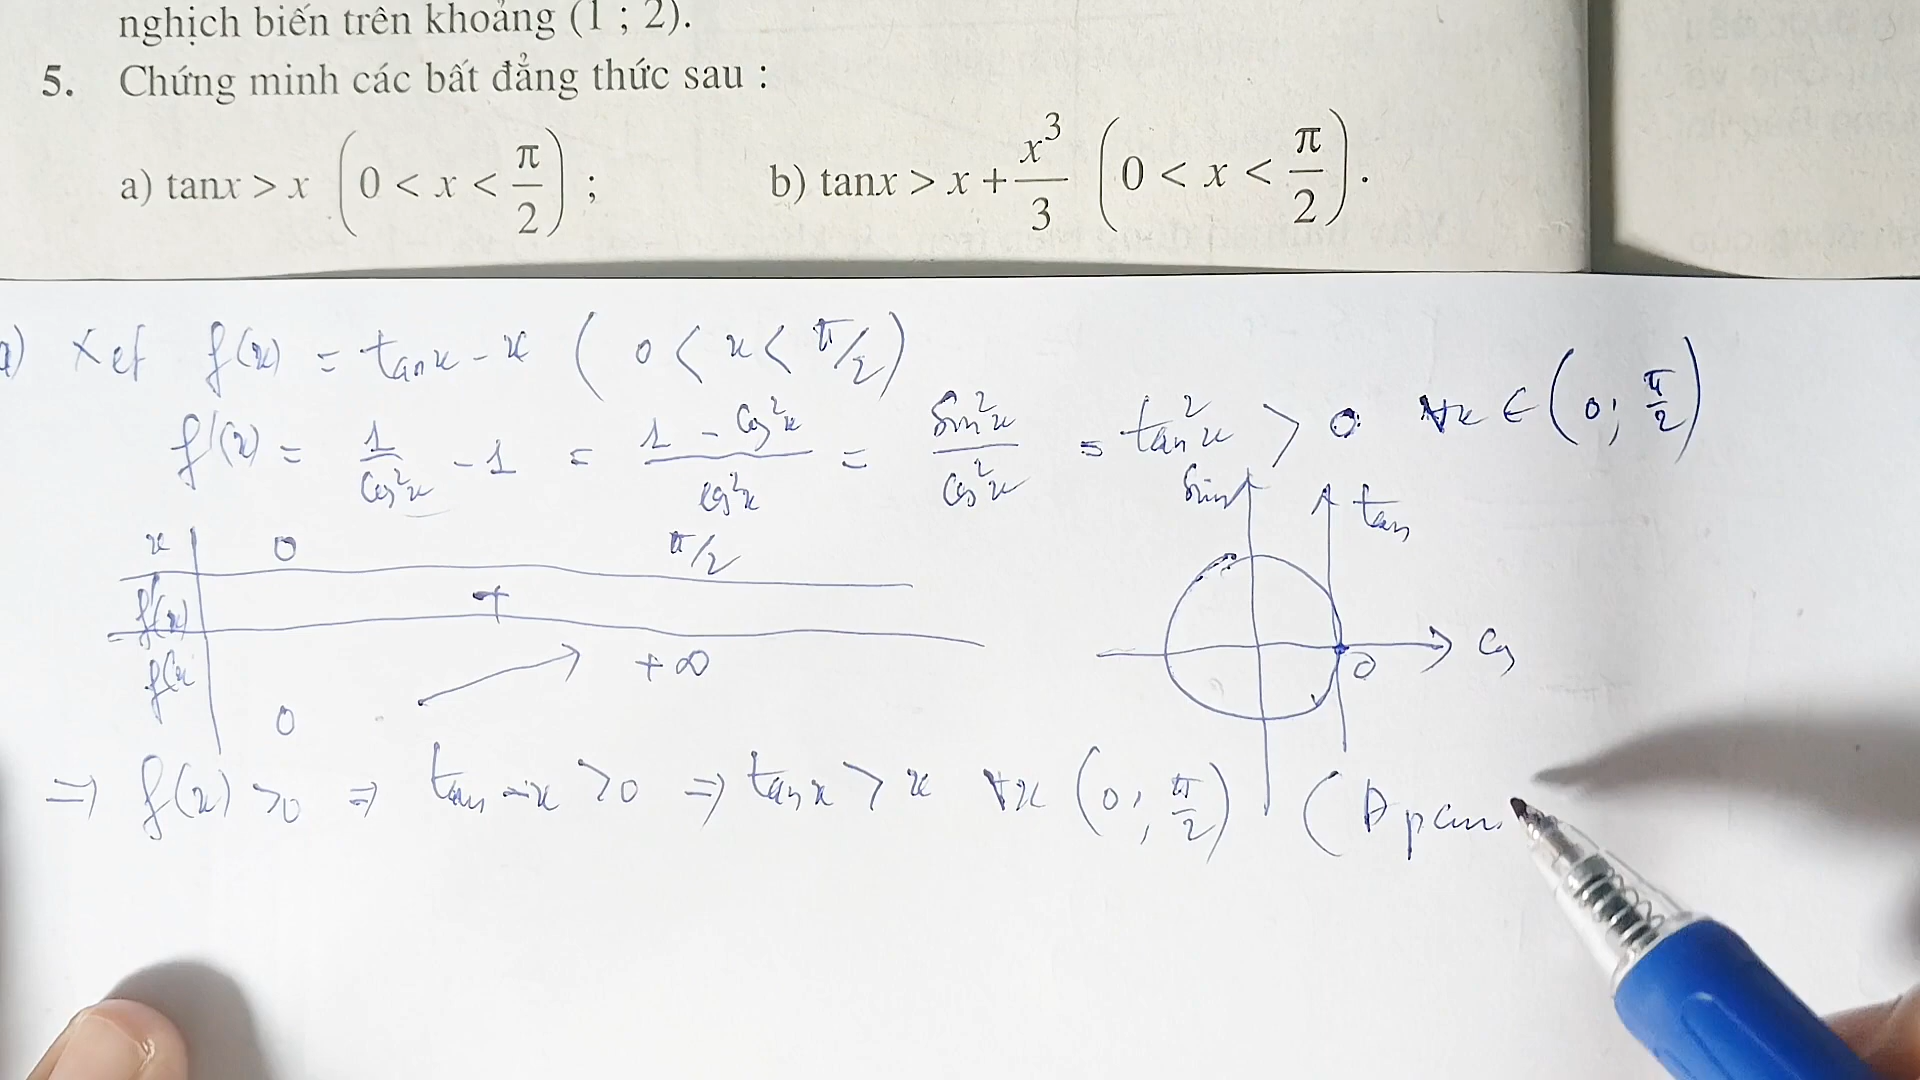 nghịch biến trên khoảng (1 ; 2).
5. Chứng minh các bất đẳng thức sau :
a) tanx > x (0 < x < π/2) ; b) tanx > x + x³/3 (0 < x < π/2).
a) Xét f(x) = tanx - x (0 < x < π/2)
f'(x) = 1/cos²x - 1 = (1 - cos²x)/cos²x = sin²x/cos²x = tan²x > 0 ∀x ∈ (0; π/2)
sin tan
x 0 π/2
f'(x) +
f(x 0 +∞
0 cos
=> f(x) >0 => tan -x >0 => tanx > x ∀x (0; π/2) (Đpcm